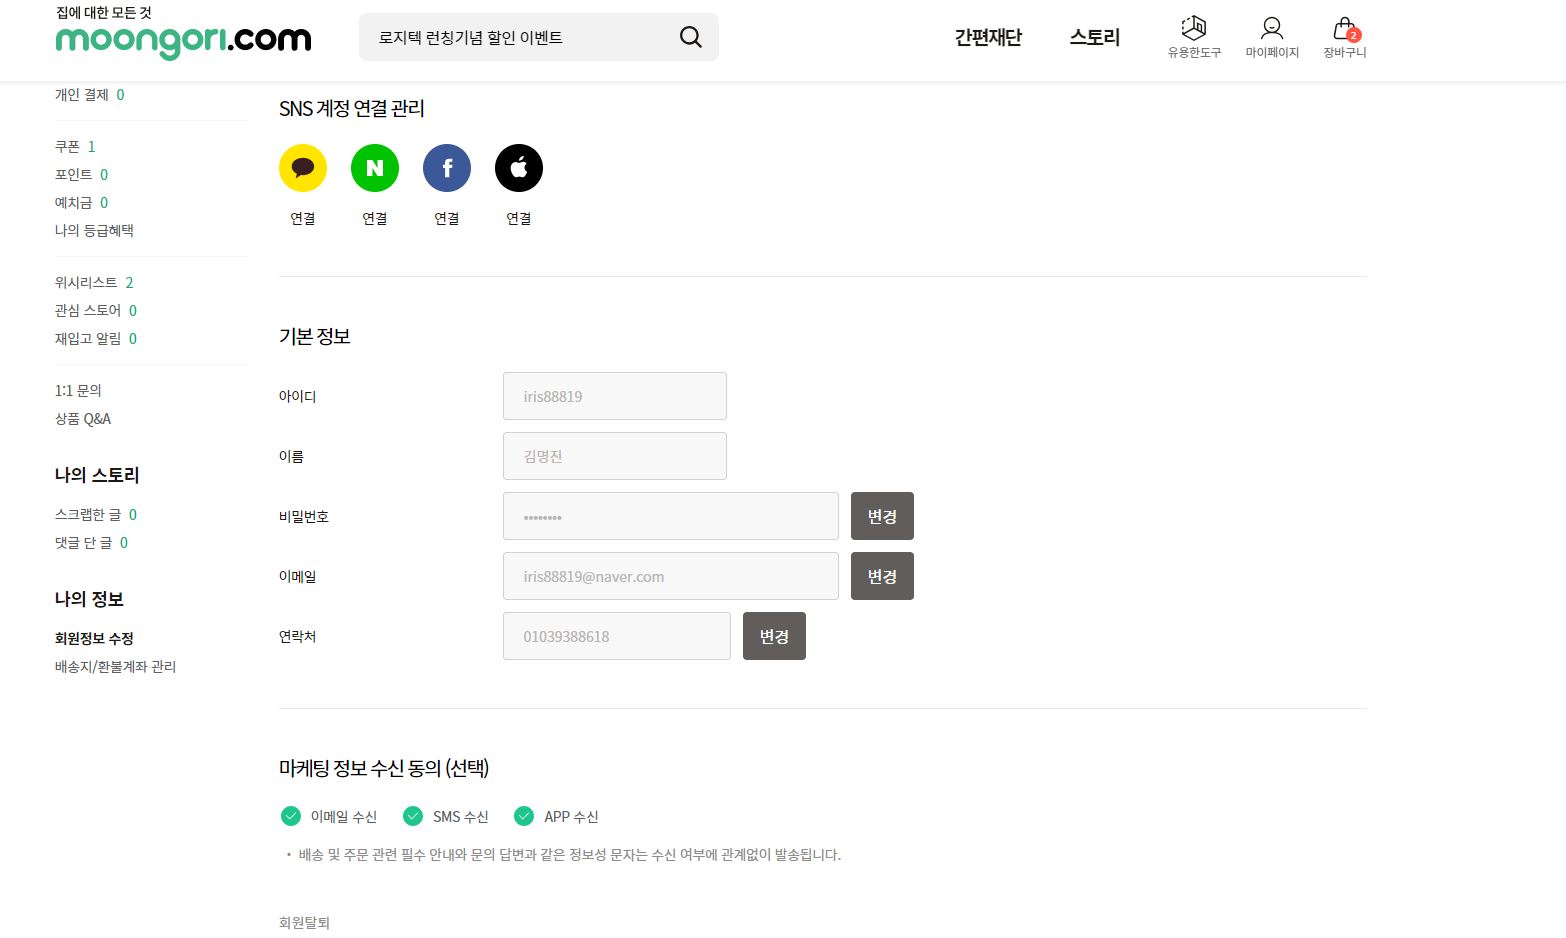 집에 대한 모든 것
moongori.com
로지텍 런칭기념 할인 이벤트
간편재단
스토리
유용한도구
마이페이지
2
장바구니
개인 결제 0
쿠폰 1
포인트 0
예치금 0
나의 등급혜택
위시리스트 2
관심 스토어 0
재입고 알림 0
1:1 문의
상품 Q&A
나의 스토리
스크랩한 글 0
댓글 단 글 0
나의 정보
회원정보 수정
배송지/환불계좌 관리
SNS 계정 연결 관리
N
f
연결
연결
연결
연결
기본 정보
아이디
iris88819
이름
김명진
비밀번호
••••••••
변경
이메일
iris88819@naver.com
변경
연락처
01039388618
변경
마케팅 정보 수신 동의 (선택)
이메일 수신
SMS 수신
APP 수신
· 배송 및 주문 관련 필수 안내와 문의 답변과 같은 정보성 문자는 수신 여부에 관계없이 발송됩니다.
회원탈퇴